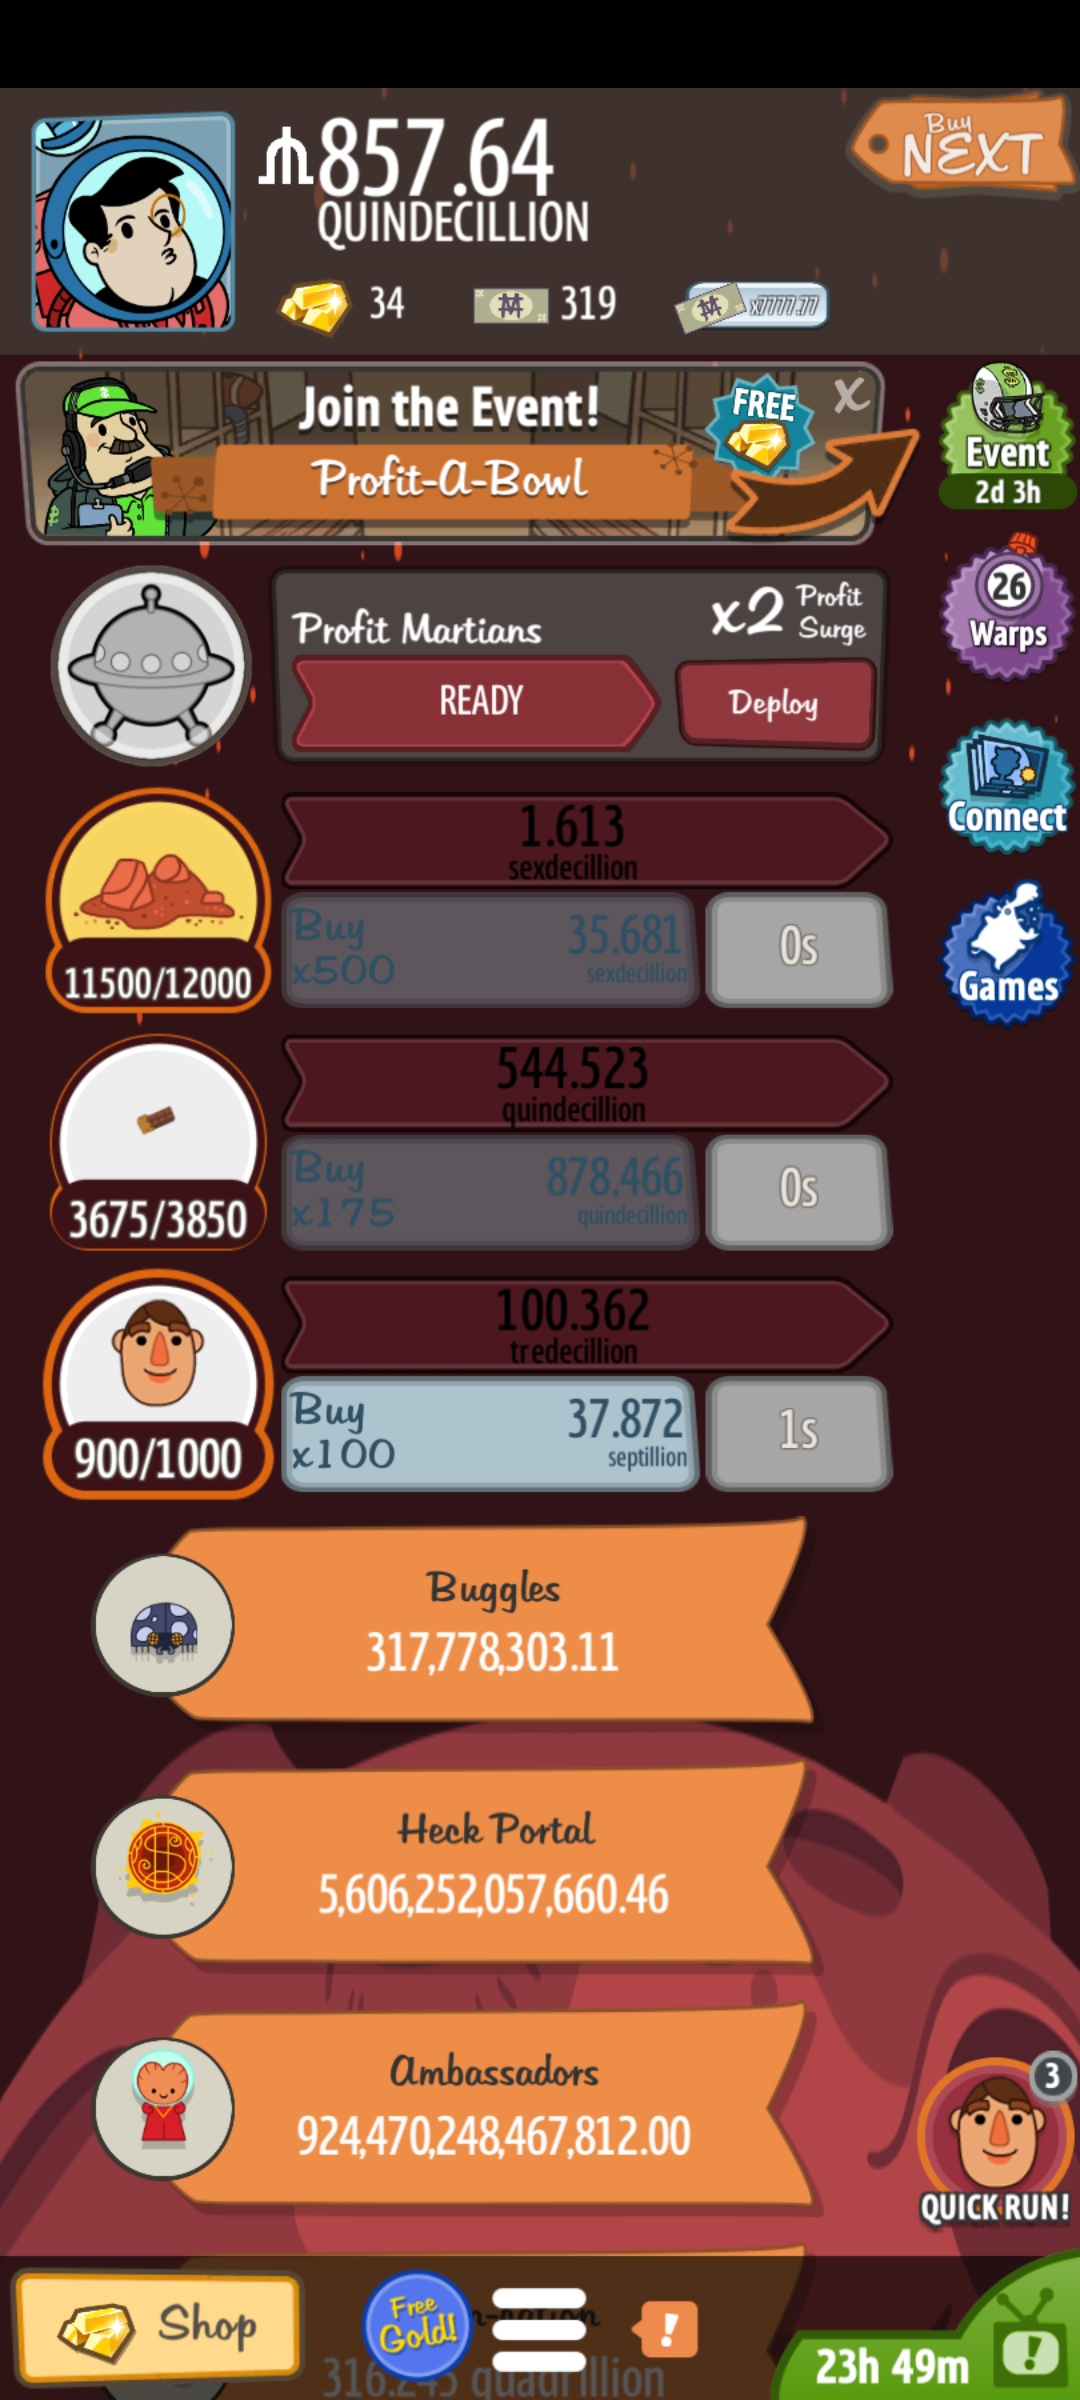 857.64
QUINDECILLION
Buy
NEXT
34
319
x7777.77
Join the Event!
Profit-A-Bowl
FREE
X
Event
2d 3h
Profit Martians
x2 Profit Surge
READY
Deploy
26
Warps
1.613
sexdecillion
Buy
x500
35.681
sexdecillion
0s
11500/12000
Connect
Games
544.523
quindecillion
Buy
x175
878.466
quindecillion
0s
3675/3850
100.362
tredecillion
Buy
x100
37.872
septillion
1s
900/1000
Buggles
317,778,303.11
Heck Portal
5,606,252,057,660.46
Ambassadors
924,470,248,467,812.00
3
QUICK RUN!
Shop
Free
Gold!
!
316.245 quadrillion
23h 49m
!